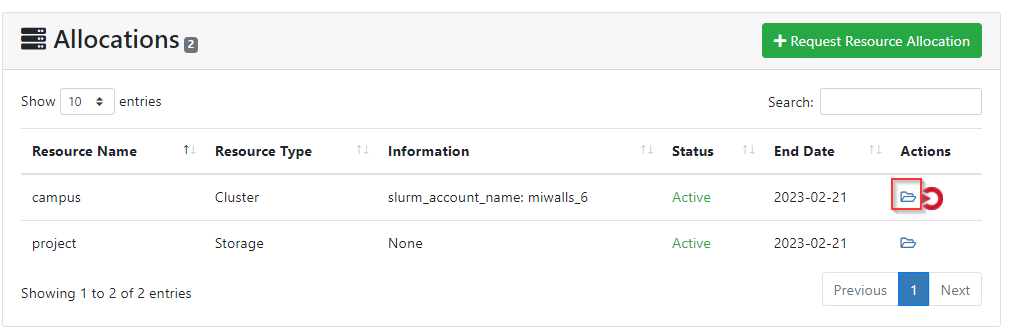 Allocations 2
+ Request Resource Allocation
Show 10 entries
Search:
Resource Name Resource Type Information Status End Date Actions
campus Cluster slurm_account_name: miwalls_6 Active 2023-02-21
project Storage None Active 2023-02-21
Showing 1 to 2 of 2 entries
Previous 1 Next